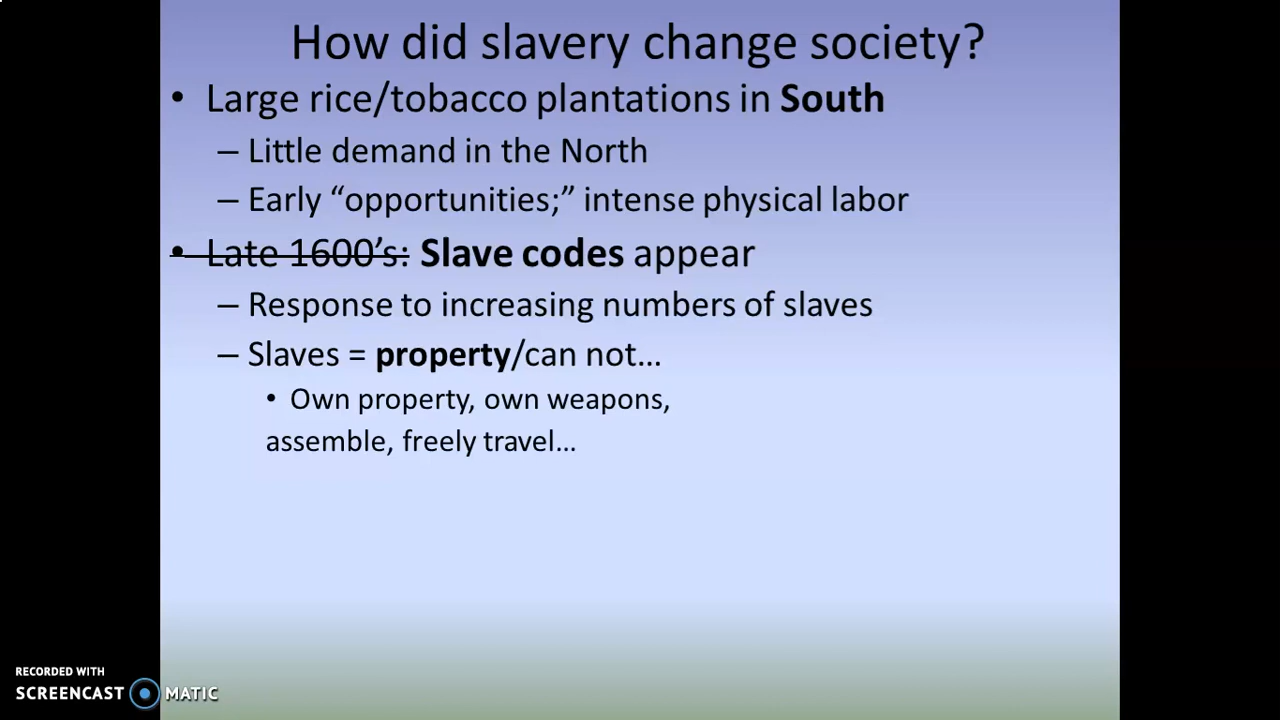 How did slavery change society?
• Large rice/tobacco plantations in South
– Little demand in the North
– Early “opportunities;” intense physical labor
• Late 1600’s: Slave codes appear
– Response to increasing numbers of slaves
– Slaves = property/can not…
• Own property, own weapons,
assemble, freely travel…
RECORDED WITH
SCREENCAST MATIC